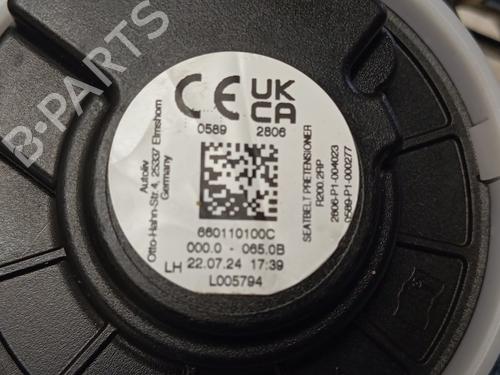 B-PARTS
CE UK
CA
0589 2806
Autoliv
Otto-Hahn-Str. 4, 25337 Elmshorn
Germany
SEATBELT PRETENSIONER
R200.2RP
2806-P1-004023
0589-P1-000277
660110100C
000.0 - 065.0B
LH 22.07.24 17:39
L005794